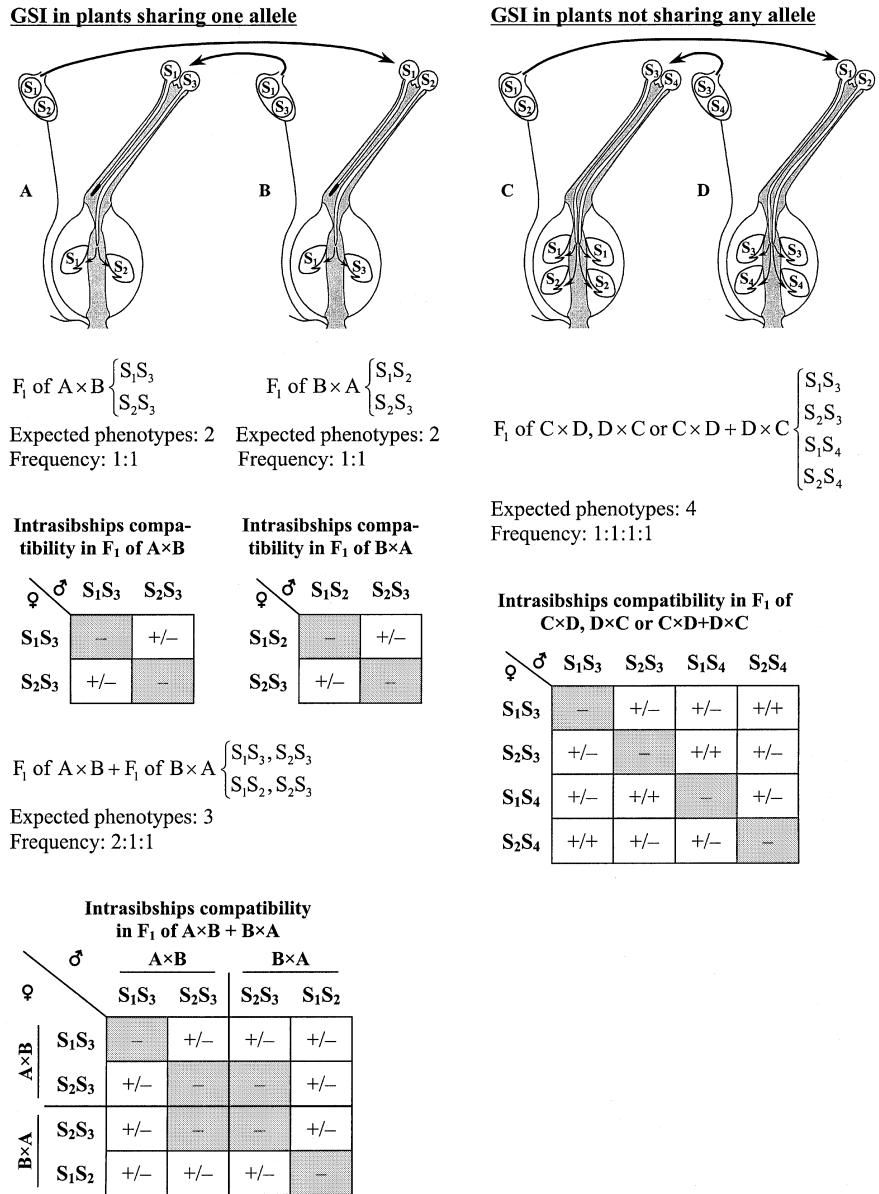 GSI in plants sharing one allele
S₁ S₂
S₁ S₃
S₁ S₃
S₁ S₂
A
B
S₁ S₂
S₁ S₃
F₁ of A×B { S₁S₃
S₂S₃
Expected phenotypes: 2
Frequency: 1:1
F₁ of B×A { S₁S₂
S₂S₃
Expected phenotypes: 2
Frequency: 1:1
Intrasibships compa-
tibility in F₁ of A×B
♀ ♂ S₁S₃ S₂S₃
S₁S₃ – +/–
S₂S₃ +/– –
Intrasibships compa-
tibility in F₁ of B×A
♀ ♂ S₁S₂ S₂S₃
S₁S₂ – +/–
S₂S₃ +/– –
F₁ of A×B + F₁ of B×A { S₁S₃, S₂S₃
S₁S₂, S₂S₃
Expected phenotypes: 3
Frequency: 2:1:1
Intrasibships compatibility
in F₁ of A×B + B×A
♂ A×B B×A
♀ S₁S₃ S₂S₃ S₂S₃ S₁S₂
A×B
S₁S₃ – +/– +/– +/–
S₂S₃ +/– – – +/–
B×A
S₂S₃ +/– – – +/–
S₁S₂ +/– +/– +/– –
GSI in plants not sharing any allele
S₁ S₂
S₃ S₄
S₃ S₄
S₁ S₂
C
D
S₁ S₁
S₂ S₂
S₃ S₃
S₄ S₄
F₁ of C×D, D×C or C×D + D×C { S₁S₃
S₂S₃
S₁S₄
S₂S₄
Expected phenotypes: 4
Frequency: 1:1:1:1
Intrasibships compatibility in F₁ of
C×D, D×C or C×D+D×C
♀ ♂ S₁S₃ S₂S₃ S₁S₄ S₂S₄
S₁S₃ – +/– +/– +/+
S₂S₃ +/– – +/+ +/–
S₁S₄ +/– +/+ – +/–
S₂S₄ +/+ +/– +/– –